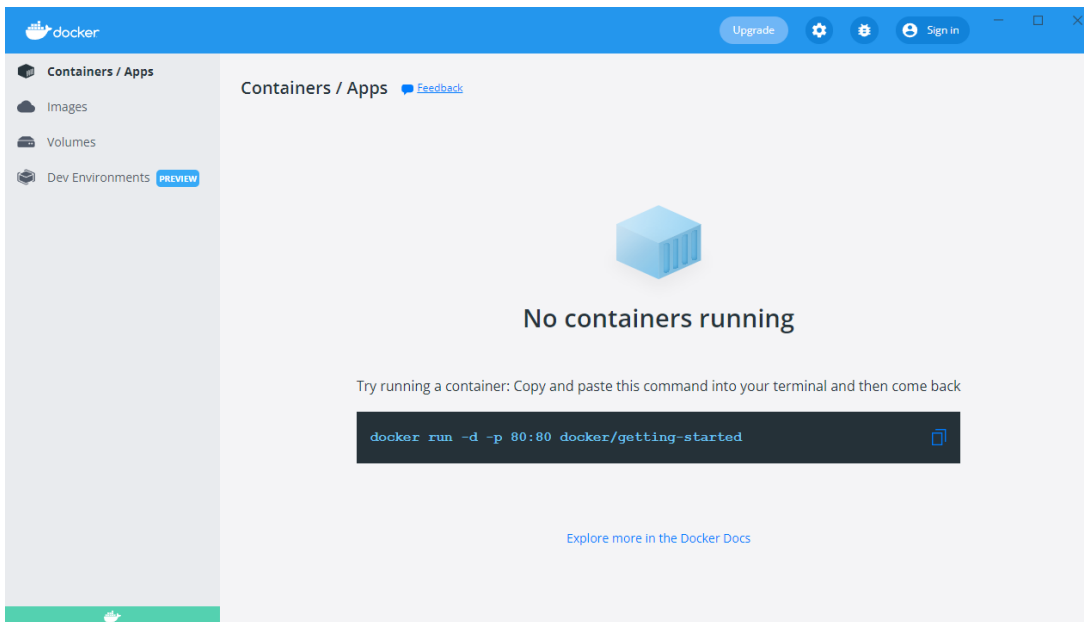 docker
Upgrade
Sign in
Containers / Apps
Images
Volumes
Dev Environments PREVIEW
Containers / Apps Feedback
No containers running
Try running a container: Copy and paste this command into your terminal and then come back
docker run -d -p 80:80 docker/getting-started
Explore more in the Docker Docs